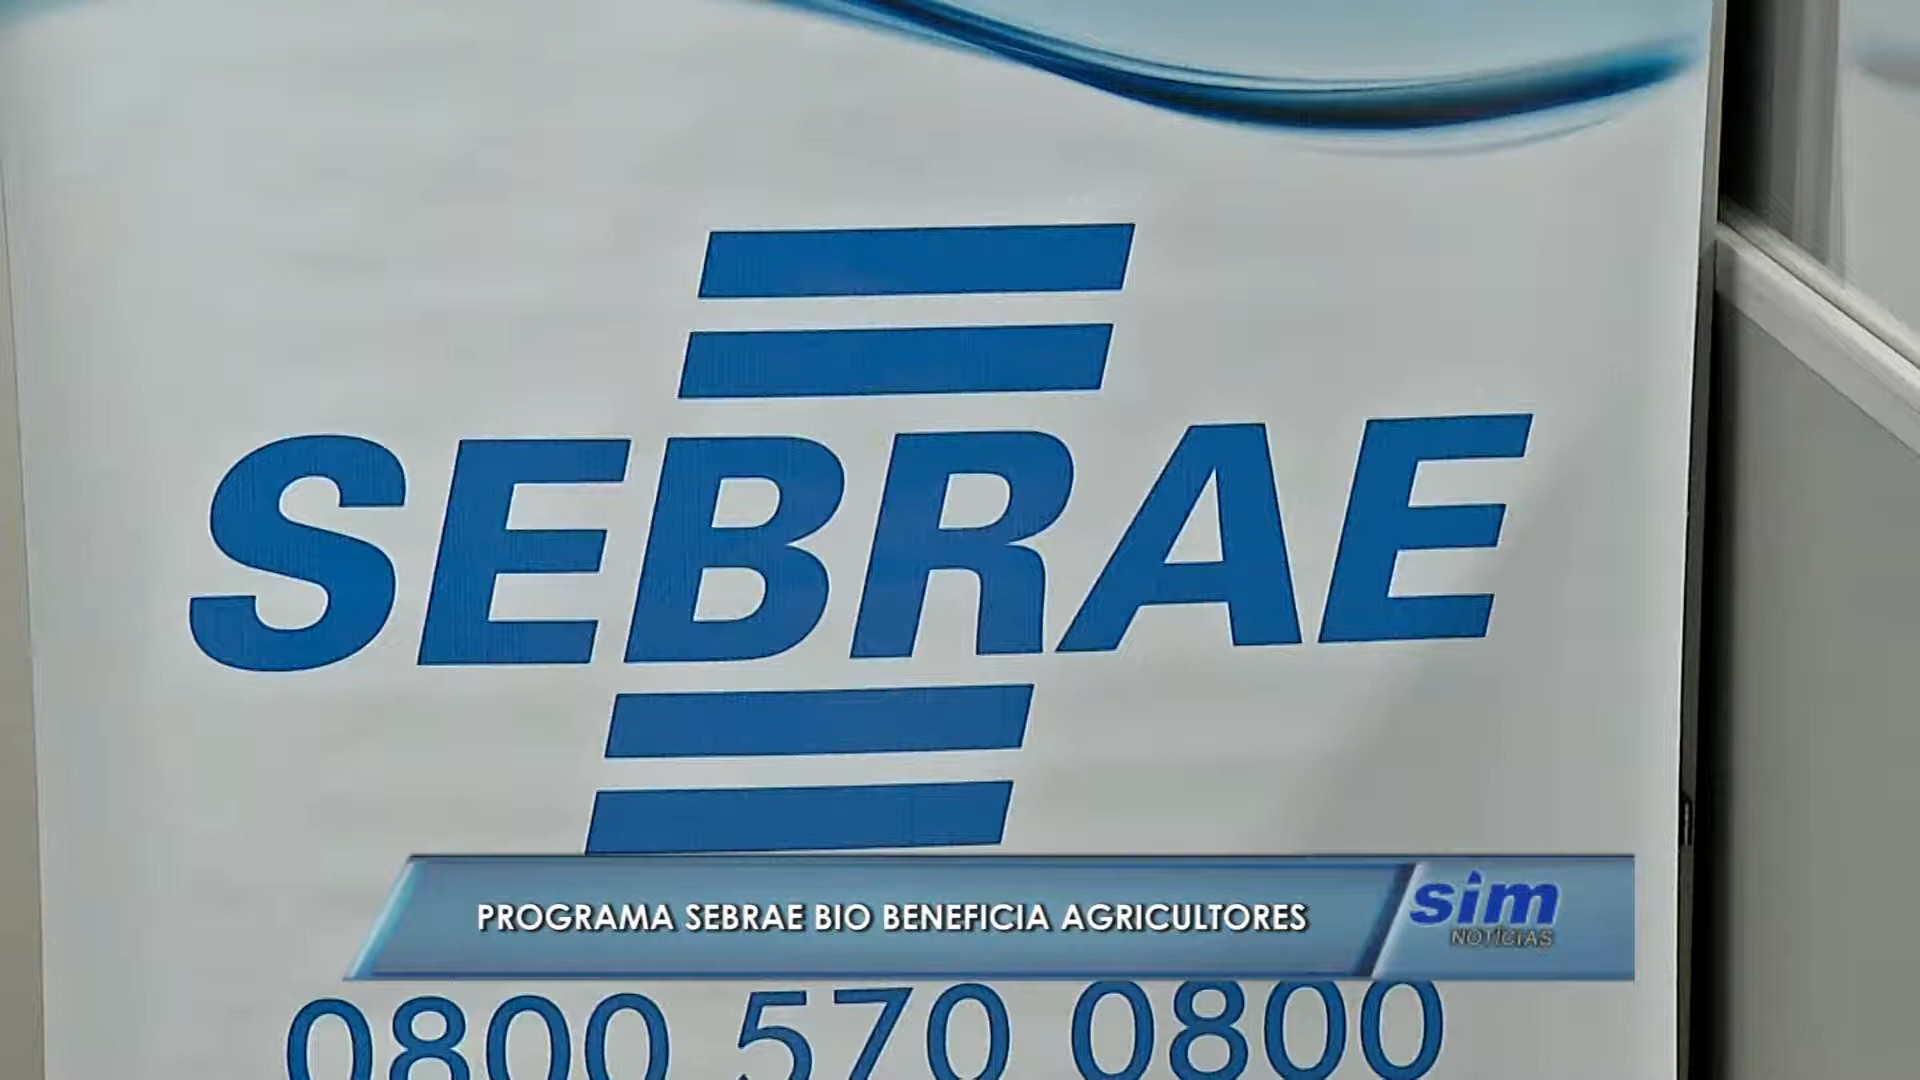 SEBRAE
PROGRAMA SEBRAE BIO BENEFICIA AGRICULTORES
sim
NOTÍCIAS
0800 570 0800